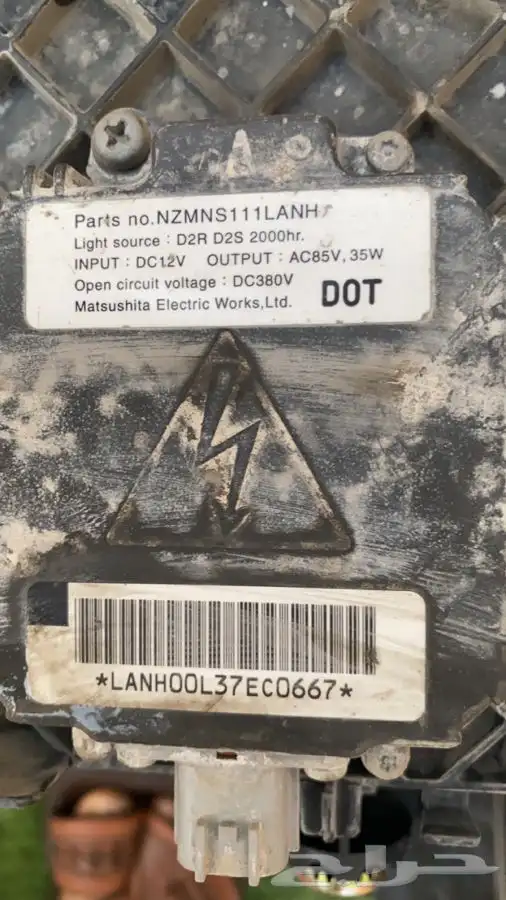 Parts no.NZMNS111LANH
Light source : D2R D2S 2000hr.
INPUT : DC12V OUTPUT : AC85V, 35W
Open circuit voltage : DC380V
Matsushita Electric Works,Ltd. DOT
*LANH00L37EC0667*
حراج